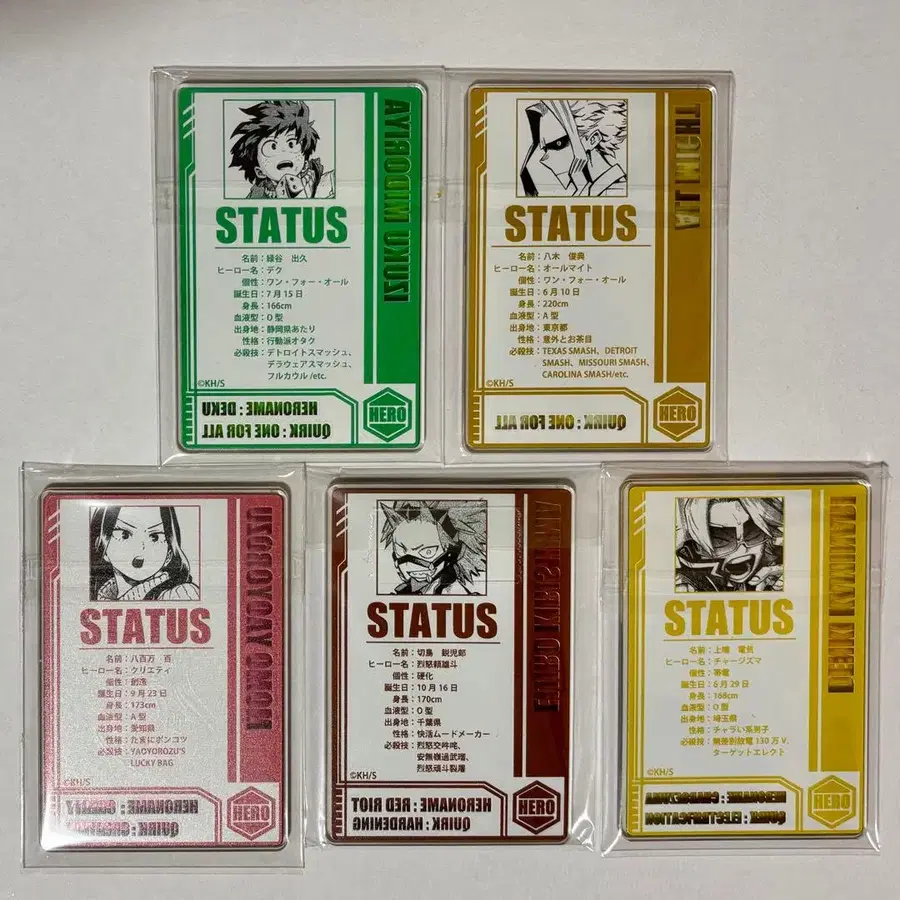 IZUKU MIDORIYA
STATUS
名前：緑谷　出久
ヒーロー名：デク
個性：ワン・フォー・オール
誕生日：7月15日
身長：166cm
血液型：O型
出身地：静岡県あたり
性格：行動派オタク
必殺技：デトロイトスマッシュ、
デラウェアスマッシュ、
フルカウル/etc.
©KH/S
HERONAME : DEKU
QUIRK : ONE FOR ALL
HERO
ALL MIGHT
STATUS
名前：八木　俊典
ヒーロー名：オールマイト
個性：ワン・フォー・オール
誕生日：6月10日
身長：220cm
血液型：A型
出身地：東京都
性格：意外とお茶目
必殺技：TEXAS SMASH、DETROIT
SMASH、MISSOURI SMASH、
CAROLINA SMASH/etc.
©KH/S
QUIRK : ONE FOR ALL
HERO
MOMO YAOYOROZU
STATUS
名前：八百万　百
ヒーロー名：クリエティ
個性：創造
誕生日：9月23日
身長：173cm
血液型：A型
出身地：愛知県
性格：たまにポンコツ
必殺技：YAOYOROZU'S
LUCKY BAG
©KH/S
HERONAME : CREATY
QUIRK : CREATION
HERO
EIJIRO KIRISHIMA
STATUS
名前：切島　鋭児郎
ヒーロー名：烈怒頼雄斗
個性：硬化
誕生日：10月16日
身長：170cm
血液型：O型
出身地：千葉県
性格：快活ムードメーカー
必殺技：烈怒交吽咤、
安無嶺過武瑠、
烈怒頑斗裂屠
©KH/S
HERONAME : RED RIOT
QUIRK : HARDENING
HERO
DENKI KAMINARI
STATUS
名前：上鳴　電気
ヒーロー名：チャージズマ
個性：帯電
誕生日：6月29日
身長：168cm
血液型：O型
出身地：埼玉県
性格：チャラい系男子
必殺技：無差別放電130万V、
ターゲットエレクト
©KH/S
HERONAME :
QUIRK : ELECTRIFICATION
HERO